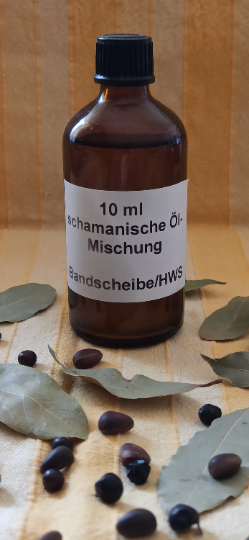 10 ml
schamanische Öl-
Mischung
Bandscheibe/HWS